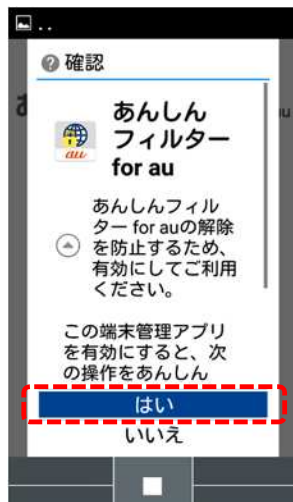 ..
確認
au
あんしん
フィルター
for au
あんしんフィル
ター for auの解除
を防止するため、
有効にしてご利用
ください。
この端末管理アプリ
を有効にすると、次
の操作をあんしん
はい
いいえ